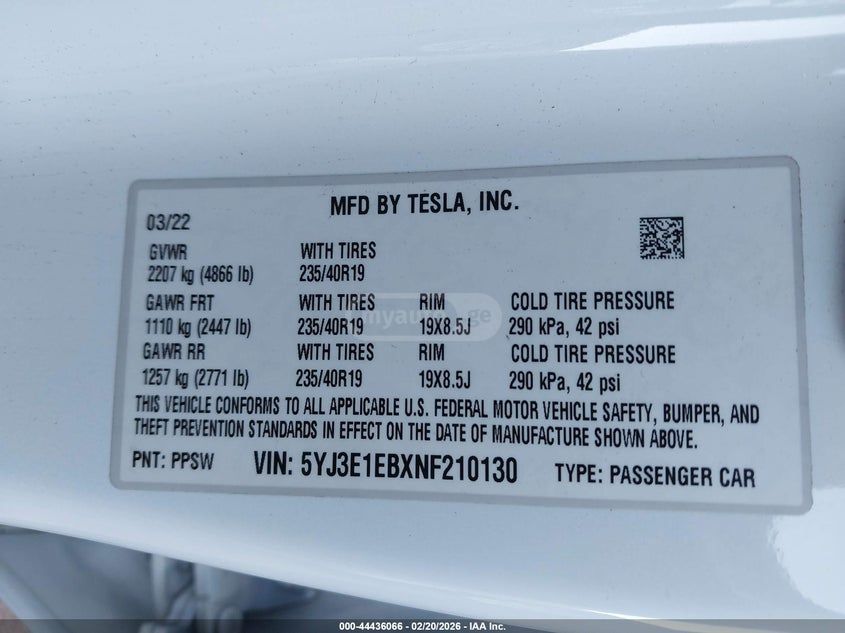 MFD BY TESLA, INC.
03/22
GVWR WITH TIRES
2207 kg (4866 lb) 235/40R19
GAWR FRT WITH TIRES RIM COLD TIRE PRESSURE
1110 kg (2447 lb) 235/40R19 19X8.5J 290 kPa, 42 psi
GAWR RR WITH TIRES RIM COLD TIRE PRESSURE
1257 kg (2771 lb) 235/40R19 19X8.5J 290 kPa, 42 psi
THIS VEHICLE CONFORMS TO ALL APPLICABLE U.S. FEDERAL MOTOR VEHICLE SAFETY, BUMPER, AND
THEFT PREVENTION STANDARDS IN EFFECT ON THE DATE OF MANUFACTURE SHOWN ABOVE.
PNT: PPSW VIN: 5YJ3E1EBXNF210130 TYPE: PASSENGER CAR
myauto.ge
000-44436066 — 02/20/2026 – IAA Inc.